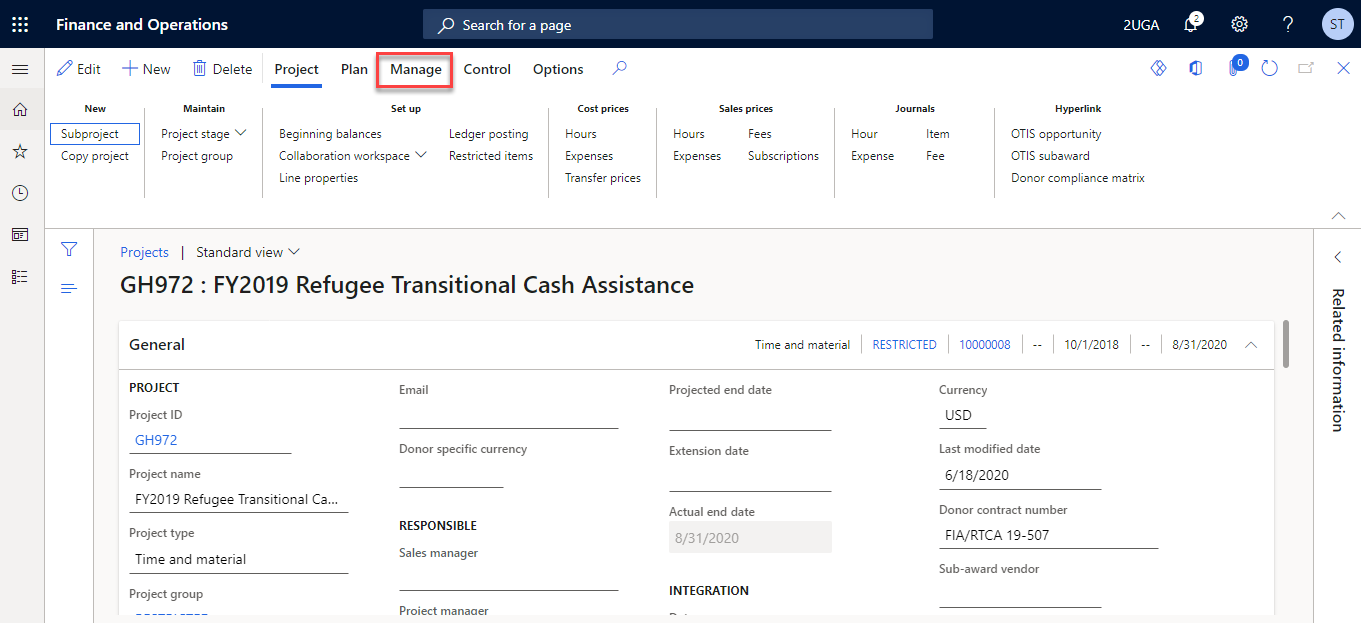 Finance and Operations
Search for a page
2UGA
2
?
ST
Edit
New
Delete
Project
Plan
Manage
Control
Options
0
New
Subproject
Copy project
Maintain
Project stage
Project group
Set up
Beginning balances
Collaboration workspace
Line properties
Ledger posting
Restricted items
Cost prices
Hours
Expenses
Transfer prices
Sales prices
Hours
Expenses
Fees
Subscriptions
Journals
Hour
Expense
Item
Fee
Hyperlink
OTIS opportunity
OTIS subaward
Donor compliance matrix
Projects | Standard view
GH972 : FY2019 Refugee Transitional Cash Assistance
General
Time and material
RESTRICTED
10000008
--
10/1/2018
--
8/31/2020
PROJECT
Project ID
GH972
Project name
FY2019 Refugee Transitional Ca...
Project type
Time and material
Project group
Email
Donor specific currency
RESPONSIBLE
Sales manager
Project manager
Projected end date
Extension date
Actual end date
8/31/2020
INTEGRATION
Currency
USD
Last modified date
6/18/2020
Donor contract number
FIA/RTCA 19-507
Sub-award vendor
Related information